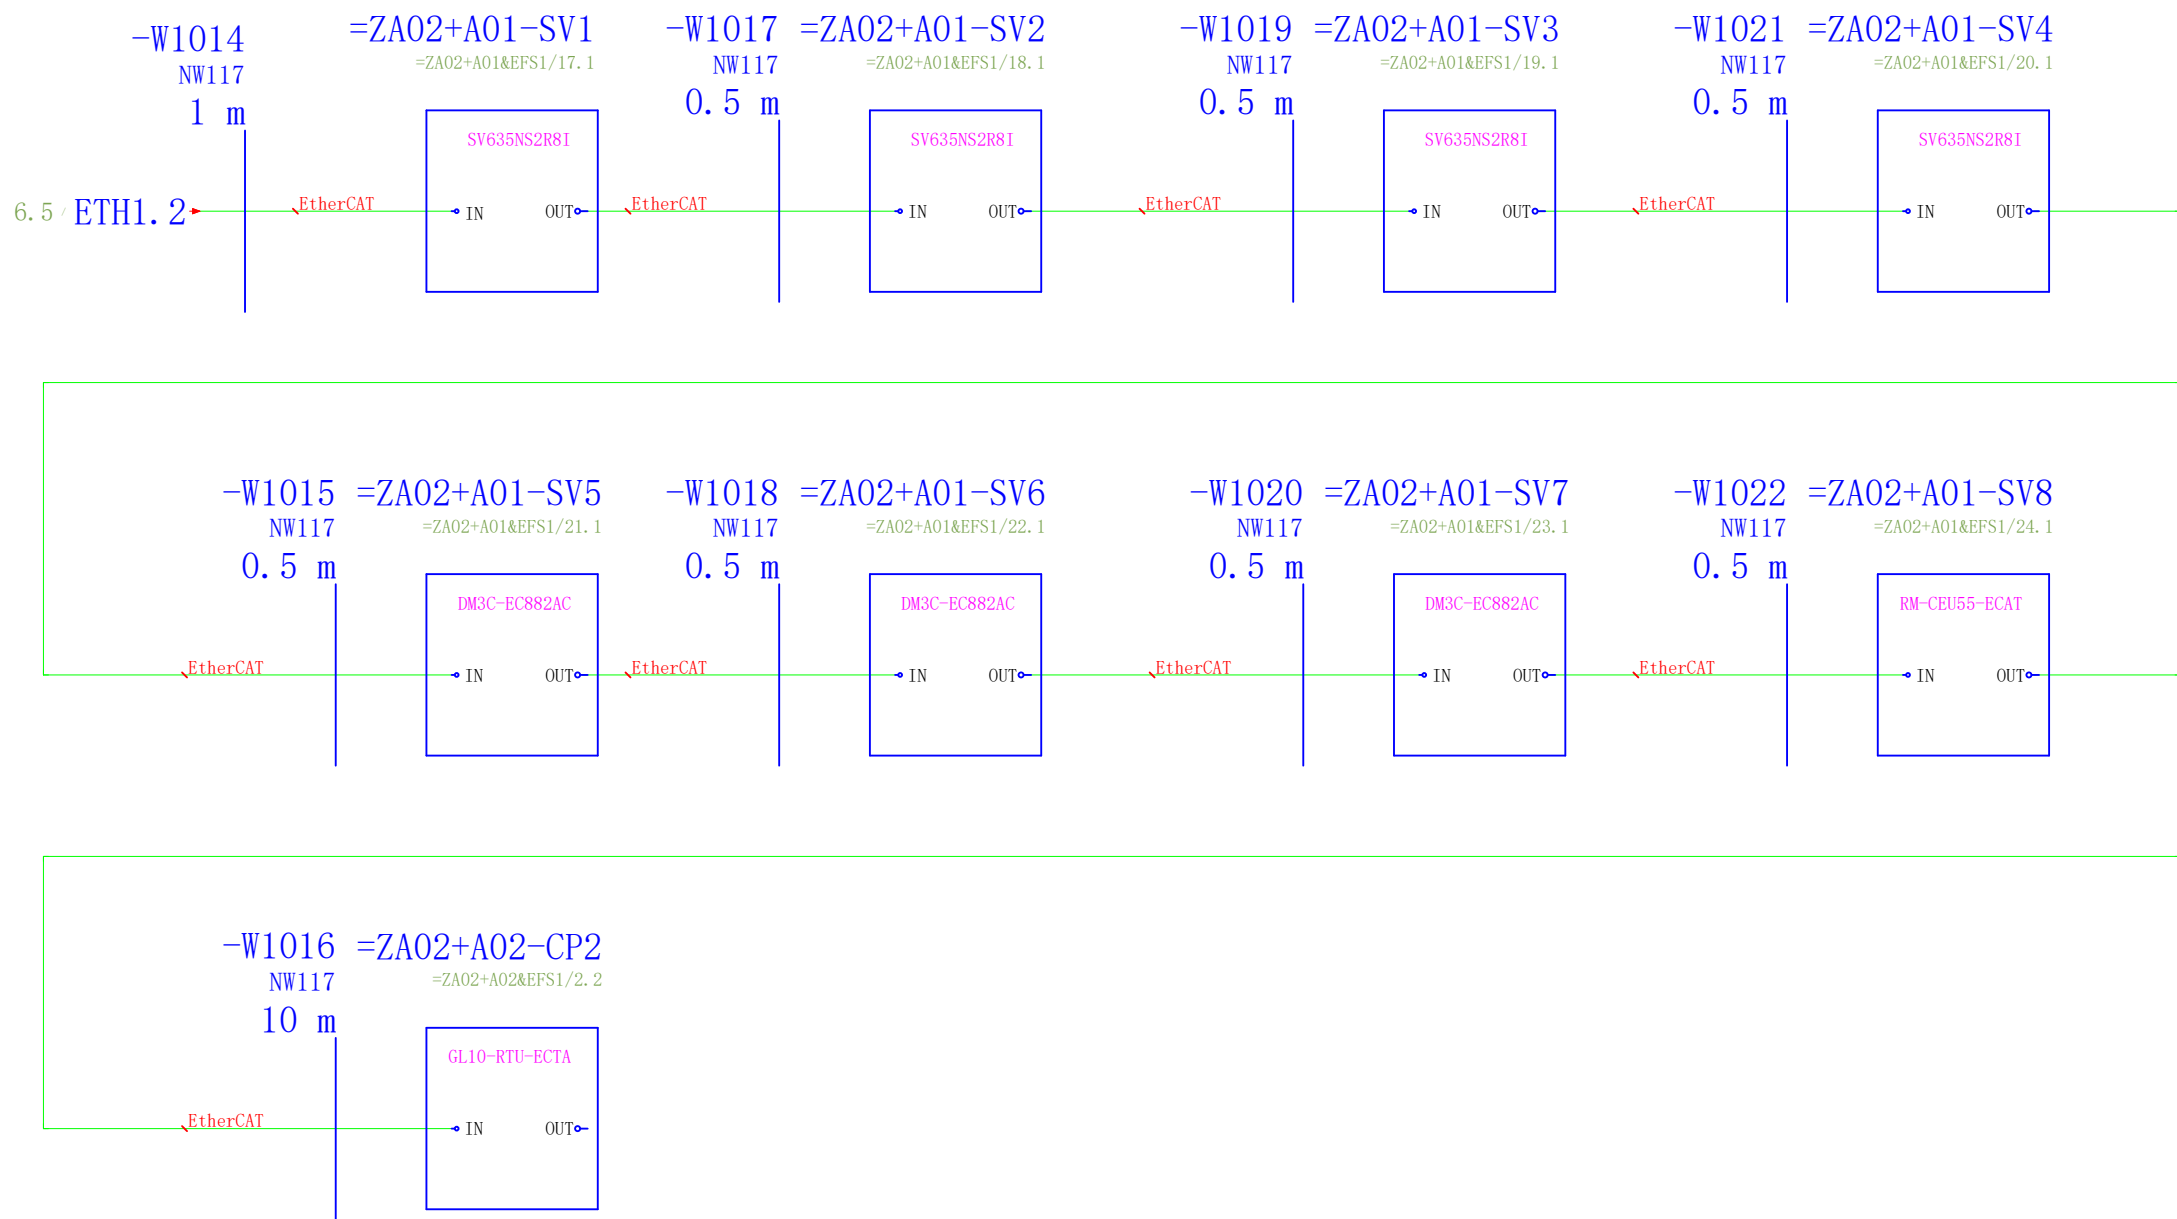 -W1014
NW117
1 m
=ZA02+A01-SV1
=ZA02+A01&EFS1/17.1
SV635NS2R8I
6.5 / ETH1.2
EtherCAT
IN
OUT
-W1017
NW117
0.5 m
EtherCAT
=ZA02+A01-SV2
=ZA02+A01&EFS1/18.1
SV635NS2R8I
IN
OUT
-W1019
NW117
0.5 m
EtherCAT
=ZA02+A01-SV3
=ZA02+A01&EFS1/19.1
SV635NS2R8I
IN
OUT
-W1021
NW117
0.5 m
EtherCAT
=ZA02+A01-SV4
=ZA02+A01&EFS1/20.1
SV635NS2R8I
IN
OUT
-W1015
NW117
0.5 m
EtherCAT
=ZA02+A01-SV5
=ZA02+A01&EFS1/21.1
DM3C-EC882AC
IN
OUT
-W1018
NW117
0.5 m
EtherCAT
=ZA02+A01-SV6
=ZA02+A01&EFS1/22.1
DM3C-EC882AC
IN
OUT
-W1020
NW117
0.5 m
EtherCAT
=ZA02+A01-SV7
=ZA02+A01&EFS1/23.1
DM3C-EC882AC
IN
OUT
-W1022
NW117
0.5 m
EtherCAT
=ZA02+A01-SV8
=ZA02+A01&EFS1/24.1
RM-CEU55-ECAT
IN
OUT
-W1016
NW117
10 m
EtherCAT
=ZA02+A02-CP2
=ZA02+A02&EFS1/2.2
GL10-RTU-ECTA
IN
OUT